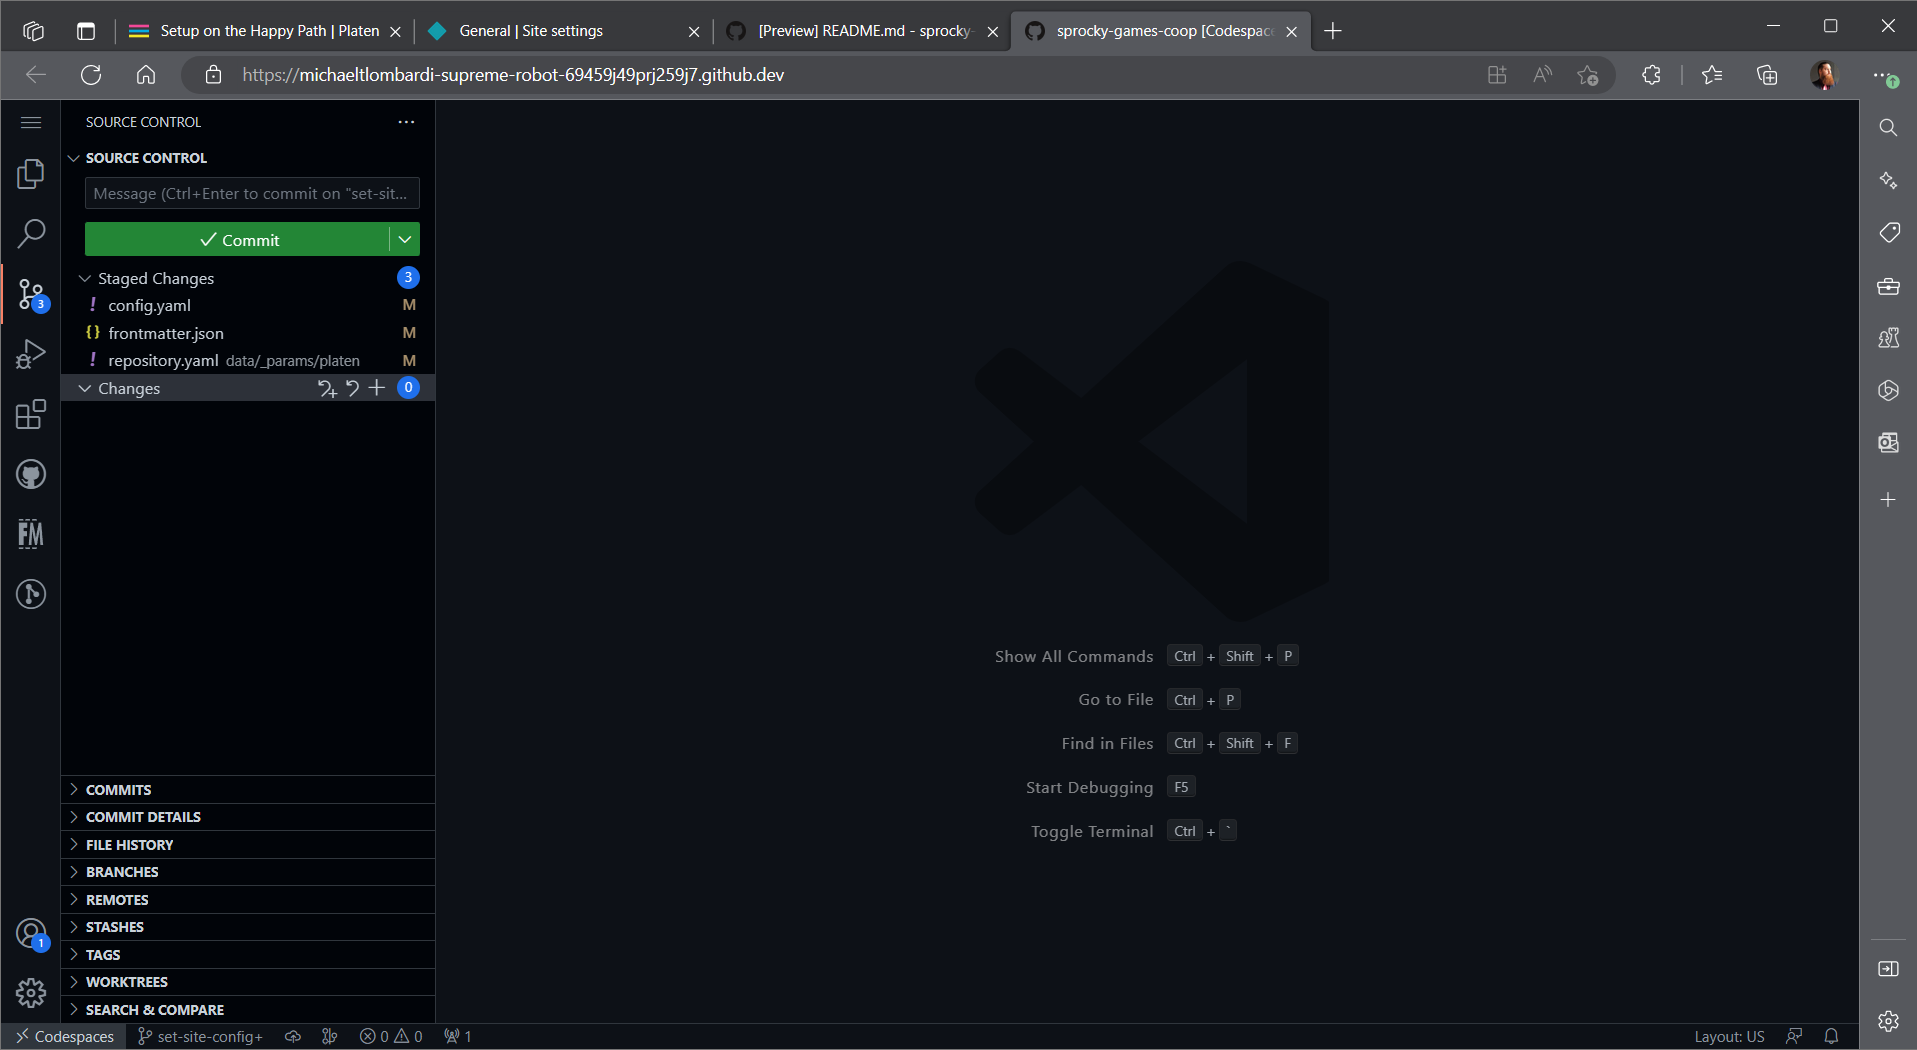 Setup on the Happy Path | Platen
General | Site settings
[Preview] README.md - sprocky-
sprocky-games-coop [Codespace
https://michaeltlombardi-supreme-robot-69459j49prj259j7.github.dev
SOURCE CONTROL
SOURCE CONTROL
Message (Ctrl+Enter to commit on "set-sit...
Commit
Staged Changes 3
! config.yaml M
{} frontmatter.json M
! repository.yaml data/_params/platen M
Changes 0
3
FM
COMMITS
COMMIT DETAILS
FILE HISTORY
BRANCHES
REMOTES
STASHES
TAGS
WORKTREES
SEARCH & COMPARE
1
Show All Commands Ctrl + Shift + P
Go to File Ctrl + P
Find in Files Ctrl + Shift + F
Start Debugging F5
Toggle Terminal Ctrl + `
Codespaces set-site-config+ 0 0 1 Layout: US